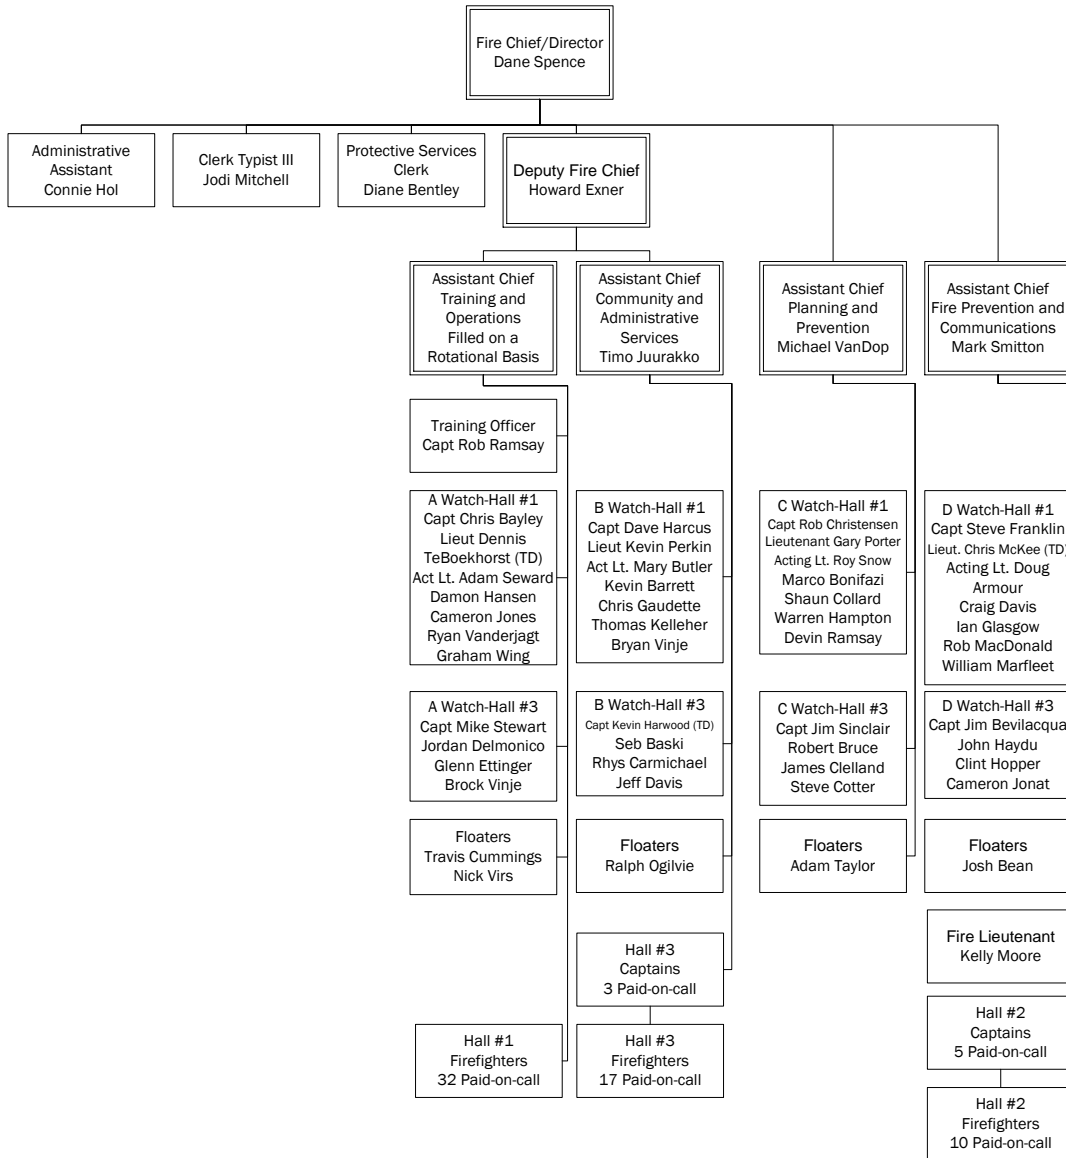 Fire Chief/Director
Dane Spence
Administrative
Assistant
Connie Hol
Clerk Typist III
Jodi Mitchell
Protective Services
Clerk
Diane Bentley
Deputy Fire Chief
Howard Exner
Assistant Chief
Training and
Operations
Filled on a
Rotational Basis
Assistant Chief
Community and
Administrative
Services
Timo Juurakko
Assistant Chief
Planning and
Prevention
Michael VanDop
Assistant Chief
Fire Prevention and
Communications
Mark Smitton
Training Officer
Capt Rob Ramsay
A Watch-Hall #1
Capt Chris Bayley
Lieut Dennis
TeBoekhorst (TD)
Act Lt. Adam Seward
Damon Hansen
Cameron Jones
Ryan Vanderjagt
Graham Wing
B Watch-Hall #1
Capt Dave Harcus
Lieut Kevin Perkin
Act Lt. Mary Butler
Kevin Barrett
Chris Gaudette
Thomas Kelleher
Bryan Vinje
C Watch-Hall #1
Capt Rob Christensen
Lieutenant Gary Porter
Acting Lt. Roy Snow
Marco Bonifazi
Shaun Collard
Warren Hampton
Devin Ramsay
D Watch-Hall #1
Capt Steve Franklin
Lieut. Chris McKee (TD)
Acting Lt. Doug
Armour
Craig Davis
Ian Glasgow
Rob MacDonald
William Marfleet
A Watch-Hall #3
Capt Mike Stewart
Jordan Delmonico
Glenn Ettinger
Brock Vinje
B Watch-Hall #3
Capt Kevin Harwood (TD)
Seb Baski
Rhys Carmichael
Jeff Davis
C Watch-Hall #3
Capt Jim Sinclair
Robert Bruce
James Clelland
Steve Cotter
D Watch-Hall #3
Capt Jim Bevilacqua
John Haydu
Clint Hopper
Cameron Jonat
Floaters
Travis Cummings
Nick Virs
Floaters
Ralph Ogilvie
Floaters
Adam Taylor
Floaters
Josh Bean
Fire Lieutenant
Kelly Moore
Hall #3
Captains
3 Paid-on-call
Hall #2
Captains
5 Paid-on-call
Hall #1
Firefighters
32 Paid-on-call
Hall #3
Firefighters
17 Paid-on-call
Hall #2
Firefighters
10 Paid-on-call